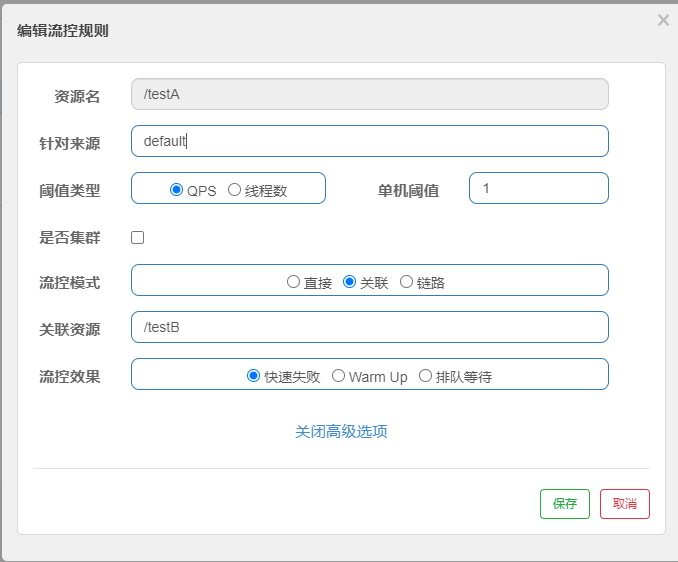 编辑流控规则
×
资源名 /testA
针对来源 default
阈值类型 QPS 线程数 单机阈值 1
是否集群
流控模式 直接 关联 链路
关联资源 /testB
流控效果 快速失败 Warm Up 排队等待
关闭高级选项
保存 取消